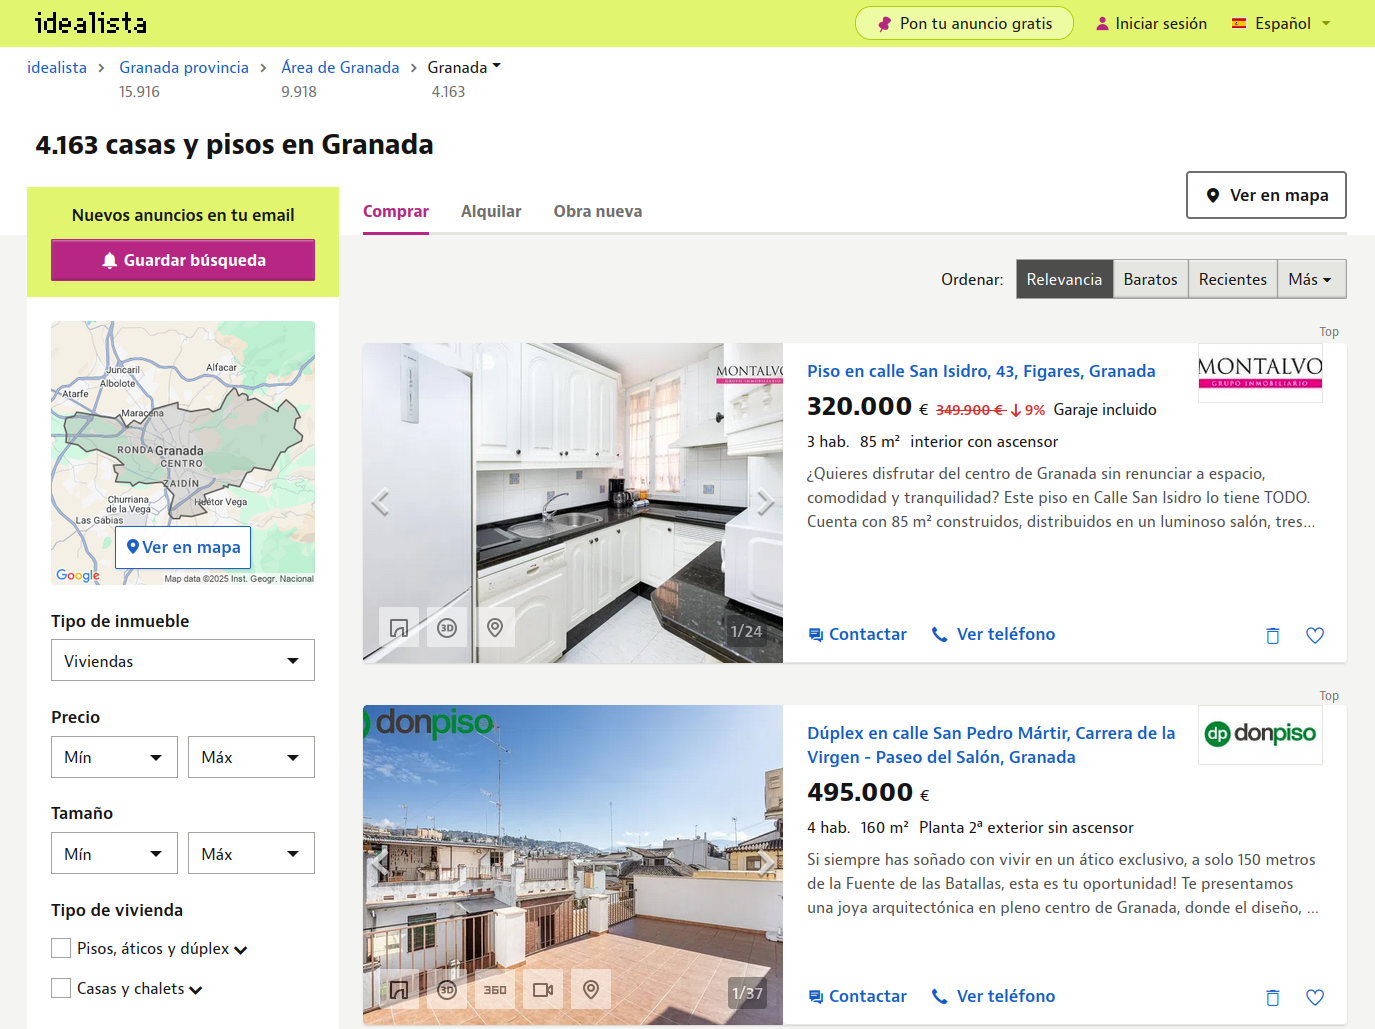 idealista
Pon tu anuncio gratis
Iniciar sesión
Español
idealista
Granada provincia
Área de Granada
Granada
15.916
9.918
4.163
4.163 casas y pisos en Granada
Nuevos anuncios en tu email
Guardar búsqueda
Comprar
Alquilar
Obra nueva
Ver en mapa
Ordenar:
Relevancia
Baratos
Recientes
Más
Juncaril
Albolote
Alfacar
Atarfe
Maracena
RONDA
Granada
CENTRO
ZAIDÍN
Churriana
de la Vega
Huétor Vega
Las Gabias
Ver en mapa
Google
Map data ©2025 Inst. Geogr. Nacional
Tipo de inmueble
Viviendas
Precio
Mín
Máx
Tamaño
Mín
Máx
Tipo de vivienda
Pisos, áticos y dúplex
Casas y chalets
Top
MONTALVO
GRUPO INMOBILIARIO
3D
1/24
Piso en calle San Isidro, 43, Figares, Granada
MONTALVO
GRUPO INMOBILIARIO
320.000 € 349.900 € 9% Garaje incluido
3 hab. 85 m² interior con ascensor
¿Quieres disfrutar del centro de Granada sin renunciar a espacio,
comodidad y tranquilidad? Este piso en Calle San Isidro lo tiene TODO.
Cuenta con 85 m² construidos, distribuidos en un luminoso salón, tres...
Contactar
Ver teléfono
Top
donpiso
3D
360
1/37
Dúplex en calle San Pedro Mártir, Carrera de la
Virgen - Paseo del Salón, Granada
dp donpiso
495.000 €
4 hab. 160 m² Planta 2ª exterior sin ascensor
Si siempre has soñado con vivir en un ático exclusivo, a solo 150 metros
de la Fuente de las Batallas, esta es tu oportunidad! Te presentamos
una joya arquitectónica en pleno centro de Granada, donde el diseño, ...
Contactar
Ver teléfono